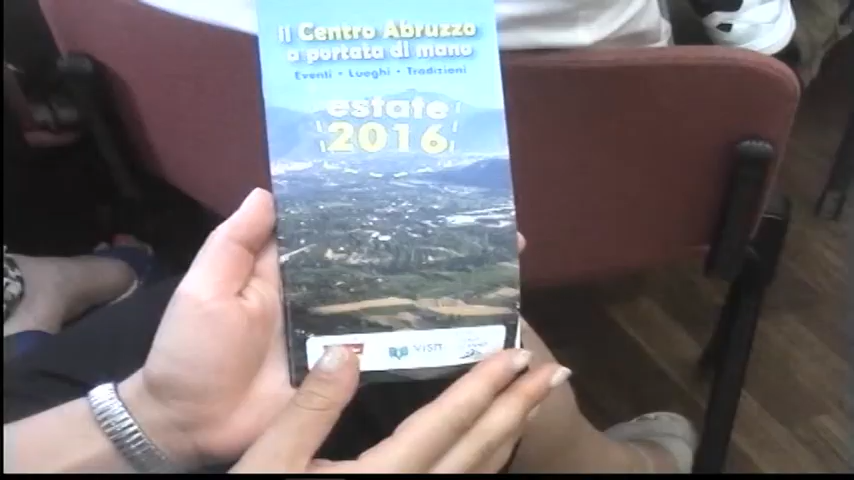 il Centro Abruzzo
a portata di mano
Eventi • Luoghi • Tradizioni
estate
2016
VISIT